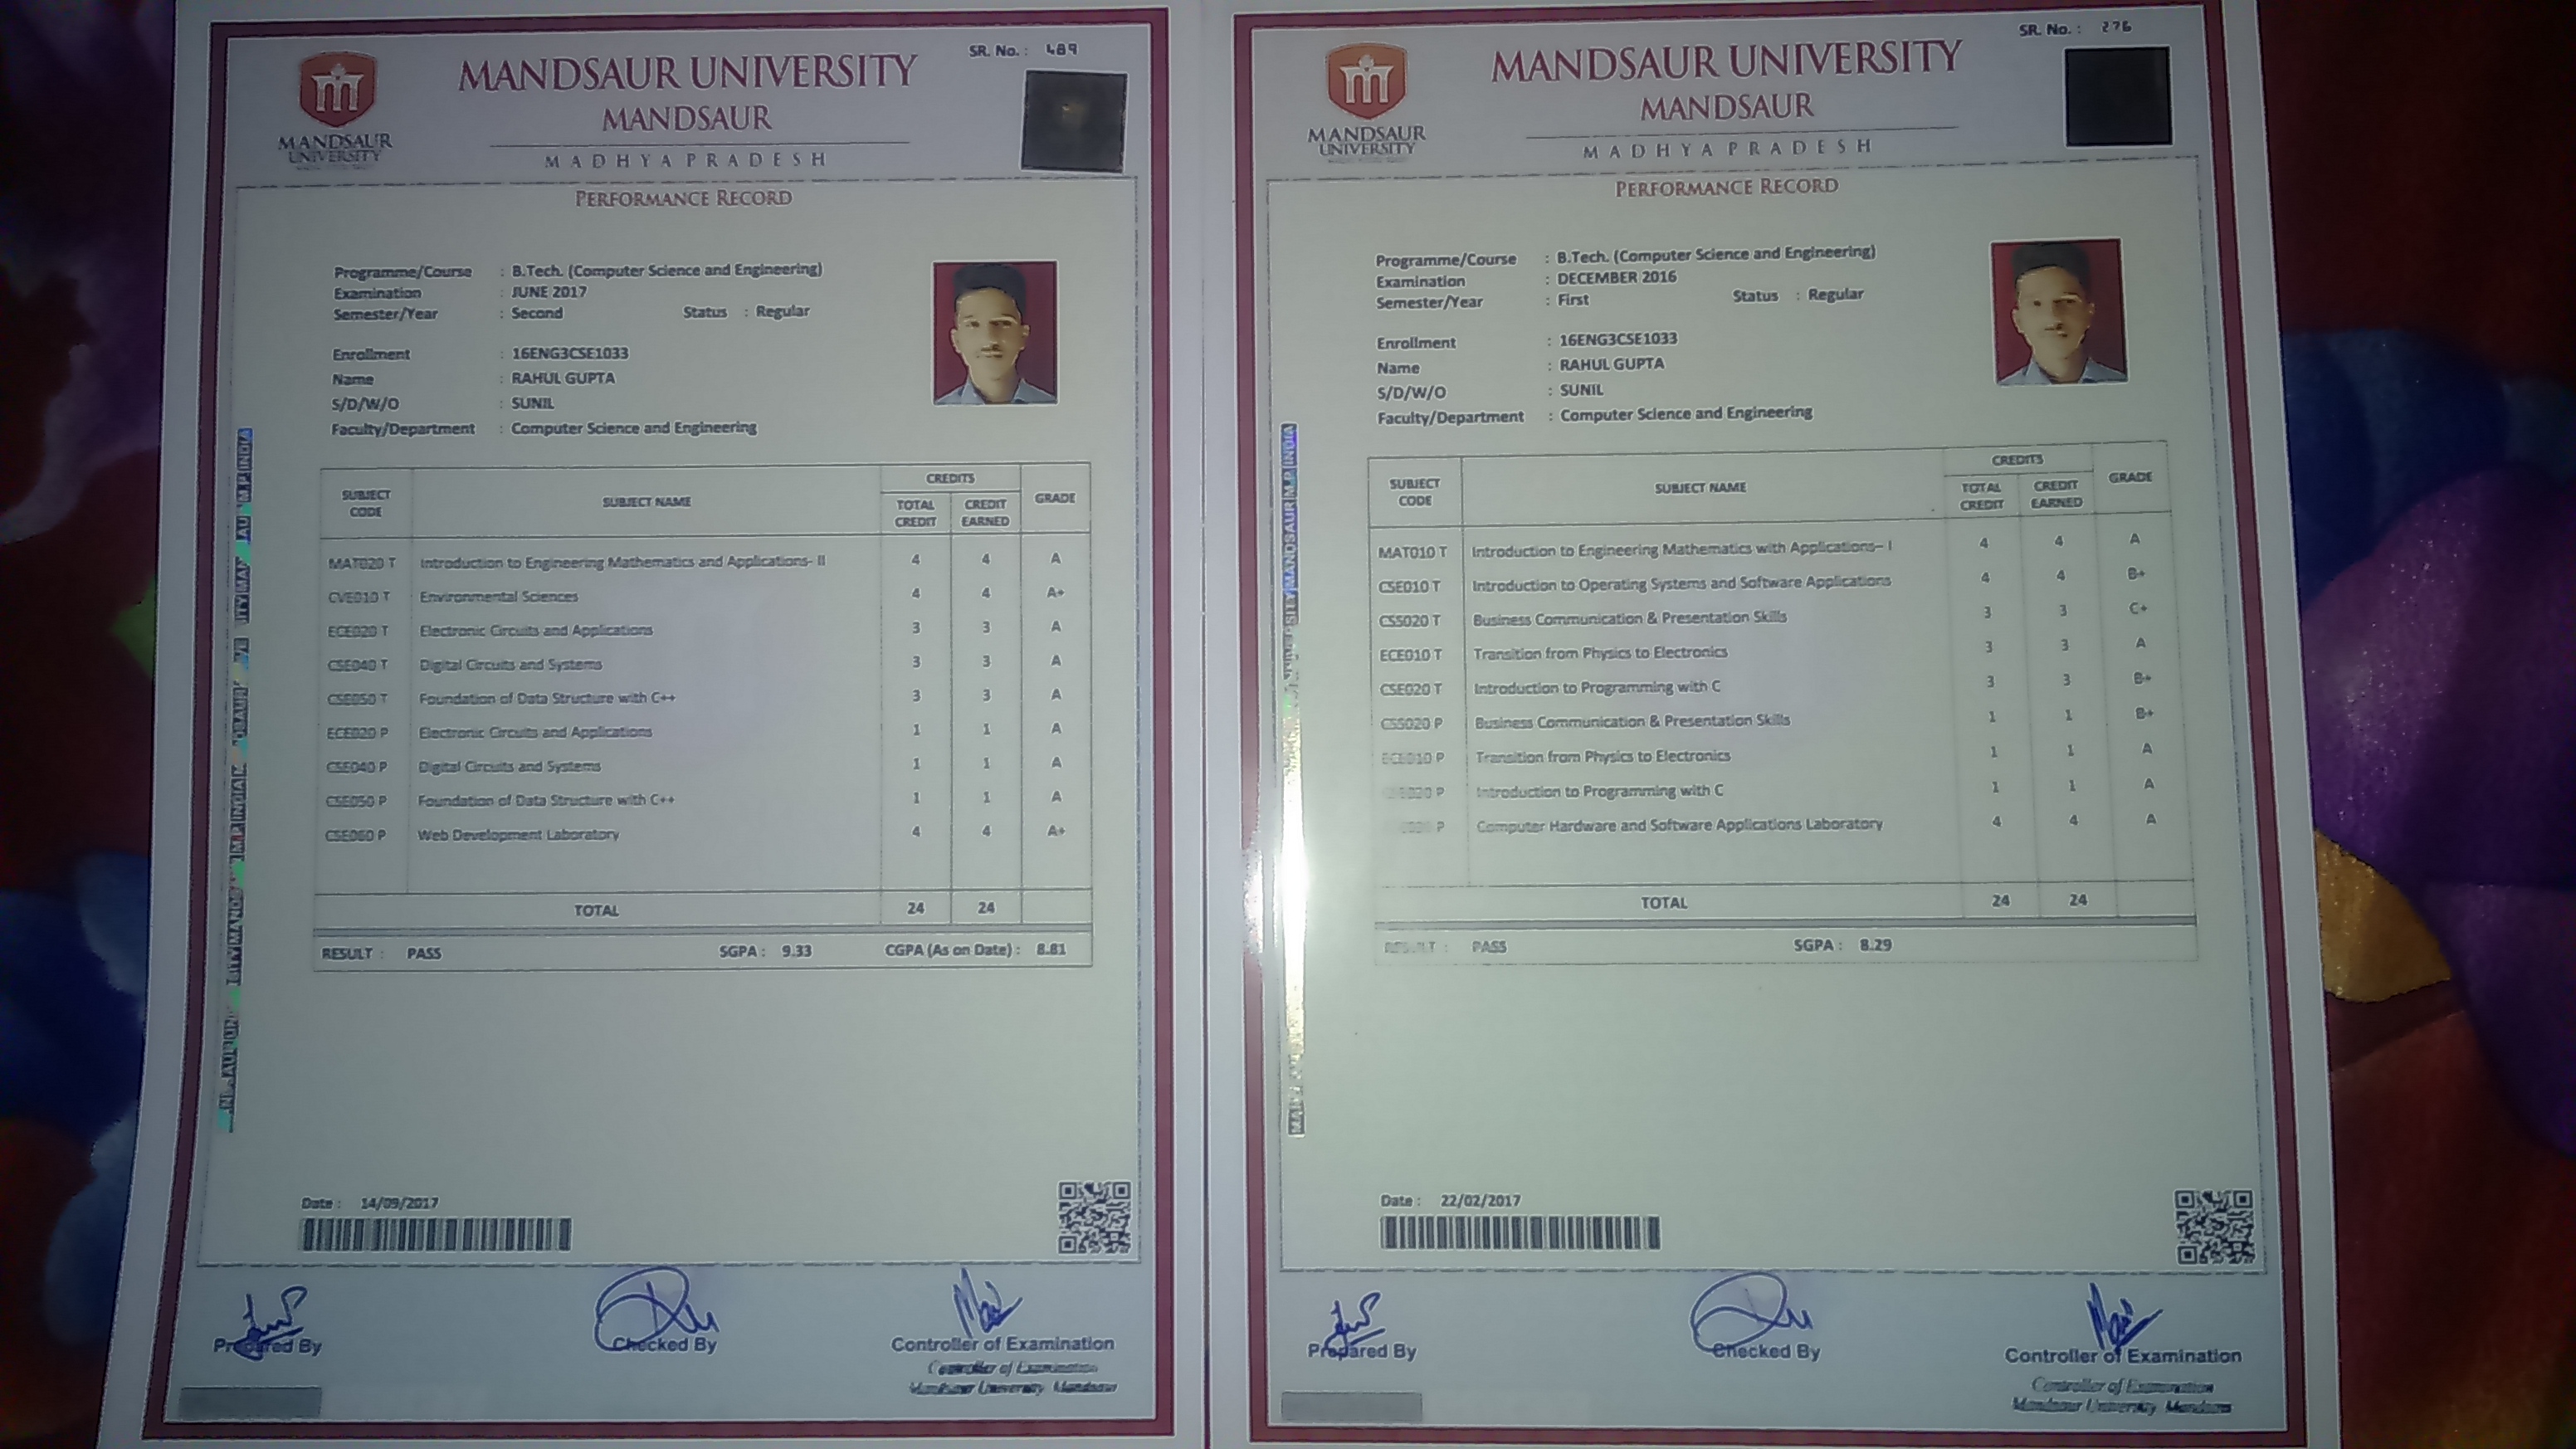 SR. No. : 489
MANDSAUR UNIVERSITY
MANDSAUR
MADHYA PRADESH
MANDSAUR
UNIVERSITY
PERFORMANCE RECORD
Programme/Course : B.Tech. (Computer Science and Engineering)
Examination : JUNE 2017
Semester/Year : Second Status : Regular
Enrollment : 16ENG3CSE1033
Name : RAHUL GUPTA
S/D/W/O : SUNIL
Faculty/Department : Computer Science and Engineering
SUBJECT CODE SUBJECT NAME CREDITS GRADE
TOTAL CREDIT CREDIT EARNED
MAT020 T Introduction to Engineering Mathematics and Applications- II 4 4 A
CVE010 T Environmental Sciences 4 4 A+
ECE020 T Electronic Circuits and Applications 3 3 A
CSE040 T Digital Circuits and Systems 3 3 A
CSE050 T Foundation of Data Structure with C++ 3 3 A
ECE020 P Electronic Circuits and Applications 1 1 A
CSE040 P Digital Circuits and Systems 1 1 A
CSE050 P Foundation of Data Structure with C++ 1 1 A
CSE060 P Web Development Laboratory 4 4 A+
TOTAL 24 24
RESULT : PASS SGPA : 9.33 CGPA (As on Date) : 8.81
Date : 14/09/2017
Prepared By Checked By Controller of Examination
Controller of Examination
Mandsaur University Mandsaur
SR. No. : 276
MANDSAUR UNIVERSITY
MANDSAUR
MADHYA PRADESH
MANDSAUR
UNIVERSITY
PERFORMANCE RECORD
Programme/Course : B.Tech. (Computer Science and Engineering)
Examination : DECEMBER 2016
Semester/Year : First Status : Regular
Enrollment : 16ENG3CSE1033
Name : RAHUL GUPTA
S/D/W/O : SUNIL
Faculty/Department : Computer Science and Engineering
SUBJECT CODE SUBJECT NAME CREDITS GRADE
TOTAL CREDIT CREDIT EARNED
MAT010 T Introduction to Engineering Mathematics with Applications- I 4 4 A
CSE010 T Introduction to Operating Systems and Software Applications 4 4 B+
CSS020 T Business Communication & Presentation Skills 3 3 C+
ECE010 T Transition from Physics to Electronics 3 3 A
CSE020 T Introduction to Programming with C 3 3 B+
CSS020 P Business Communication & Presentation Skills 1 1 B+
ECE010 P Transition from Physics to Electronics 1 1 A
P Introduction to Programming with C 1 1 A
P Computer Hardware and Software Applications Laboratory 4 4 A
TOTAL 24 24
RESULT : PASS SGPA : 8.29
Date : 22/02/2017
Prepared By Checked By Controller of Examination
Controller of Examination
Mandsaur University Mandsaur